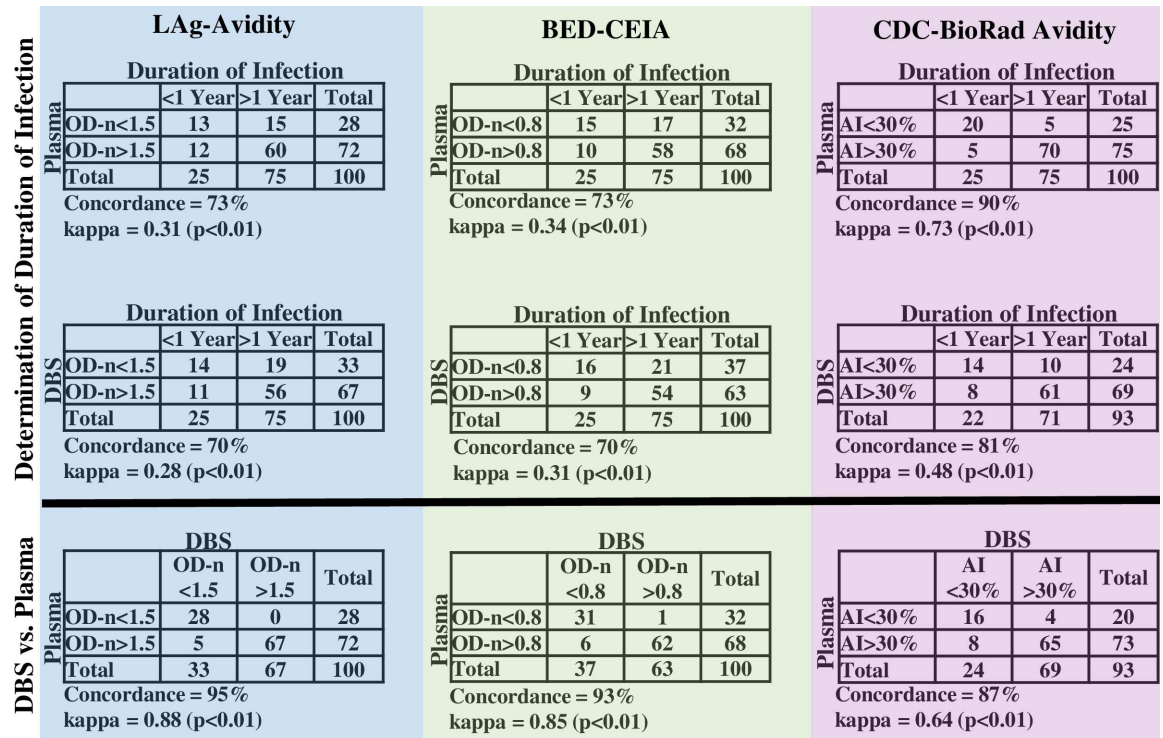 LAg-Avidity
BED-CEIA
CDC-BioRad Avidity
Determination of Duration of Infection
Duration of Infection
<1 Year >1 Year Total
Plasma
OD-n<1.5 13 15 28
OD-n>1.5 12 60 72
Total 25 75 100
Concordance = 73%
kappa = 0.31 (p<0.01)
Duration of Infection
<1 Year >1 Year Total
Plasma
OD-n<0.8 15 17 32
OD-n>0.8 10 58 68
Total 25 75 100
Concordance = 73%
kappa = 0.34 (p<0.01)
Duration of Infection
<1 Year >1 Year Total
Plasma
AI<30% 20 5 25
AI>30% 5 70 75
Total 25 75 100
Concordance = 90%
kappa = 0.73 (p<0.01)
Duration of Infection
<1 Year >1 Year Total
DBS
OD-n<1.5 14 19 33
OD-n>1.5 11 56 67
Total 25 75 100
Concordance = 70%
kappa = 0.28 (p<0.01)
Duration of Infection
<1 Year >1 Year Total
DBS
OD-n<0.8 16 21 37
OD-n>0.8 9 54 63
Total 25 75 100
Concordance = 70%
kappa = 0.31 (p<0.01)
Duration of Infection
<1 Year >1 Year Total
DBS
AI<30% 14 10 24
AI>30% 8 61 69
Total 22 71 93
Concordance = 81%
kappa = 0.48 (p<0.01)
DBS vs. Plasma
DBS
OD-n OD-n Total
<1.5 >1.5
Plasma
OD-n<1.5 28 0 28
OD-n>1.5 5 67 72
Total 33 67 100
Concordance = 95%
kappa = 0.88 (p<0.01)
DBS
OD-n OD-n Total
<0.8 >0.8
Plasma
OD-n<0.8 31 1 32
OD-n>0.8 6 62 68
Total 37 63 100
Concordance = 93%
kappa = 0.85 (p<0.01)
DBS
AI AI Total
<30% >30%
Plasma
AI<30% 16 4 20
AI>30% 8 65 73
Total 24 69 93
Concordance = 87%
kappa = 0.64 (p<0.01)